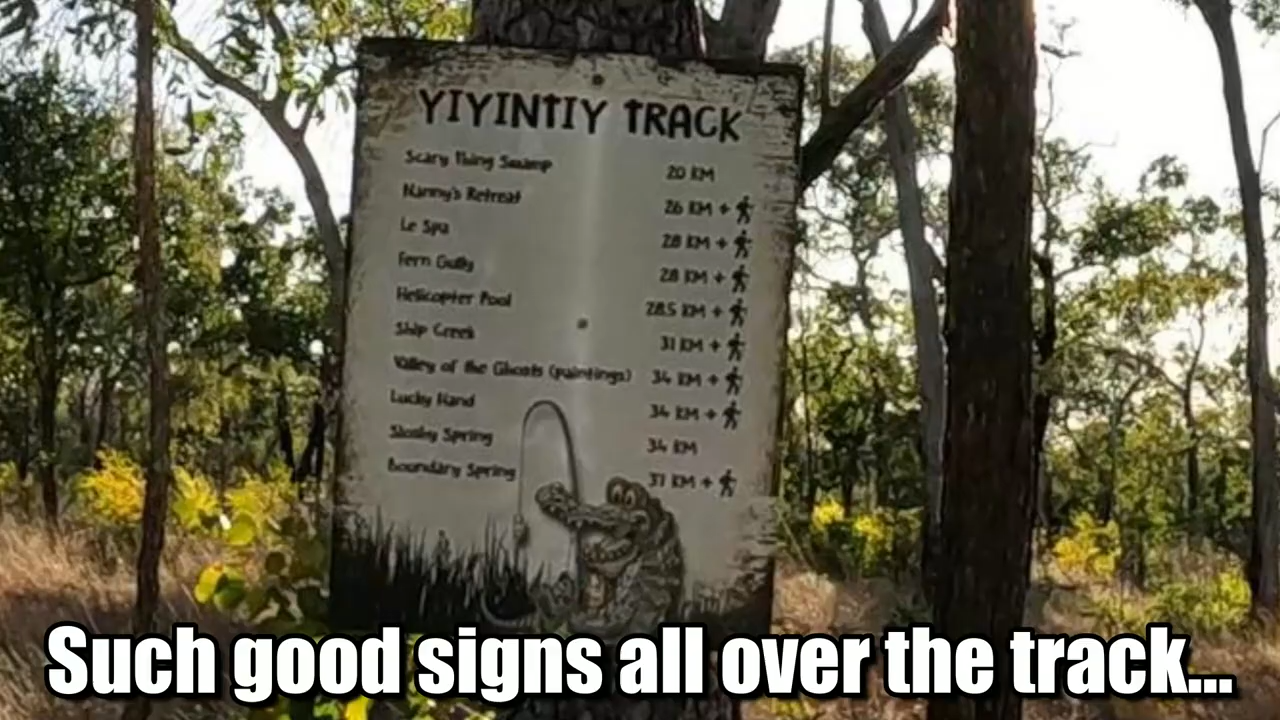 YIYINTIY TRACK
Scary Thing Swamp 20 KM
Nanny's Retreat 26 KM +
Le Spa 28 KM +
Fern Gully 28 KM +
Helicopter Pool 28.5 KM +
Ship Creek 31 KM +
Valley of the Ghosts (paintings) 34 KM +
Lucky Hand 34 KM +
Spring 34 KM
Boundary Spring 37 KM +
Such good signs all over the track...